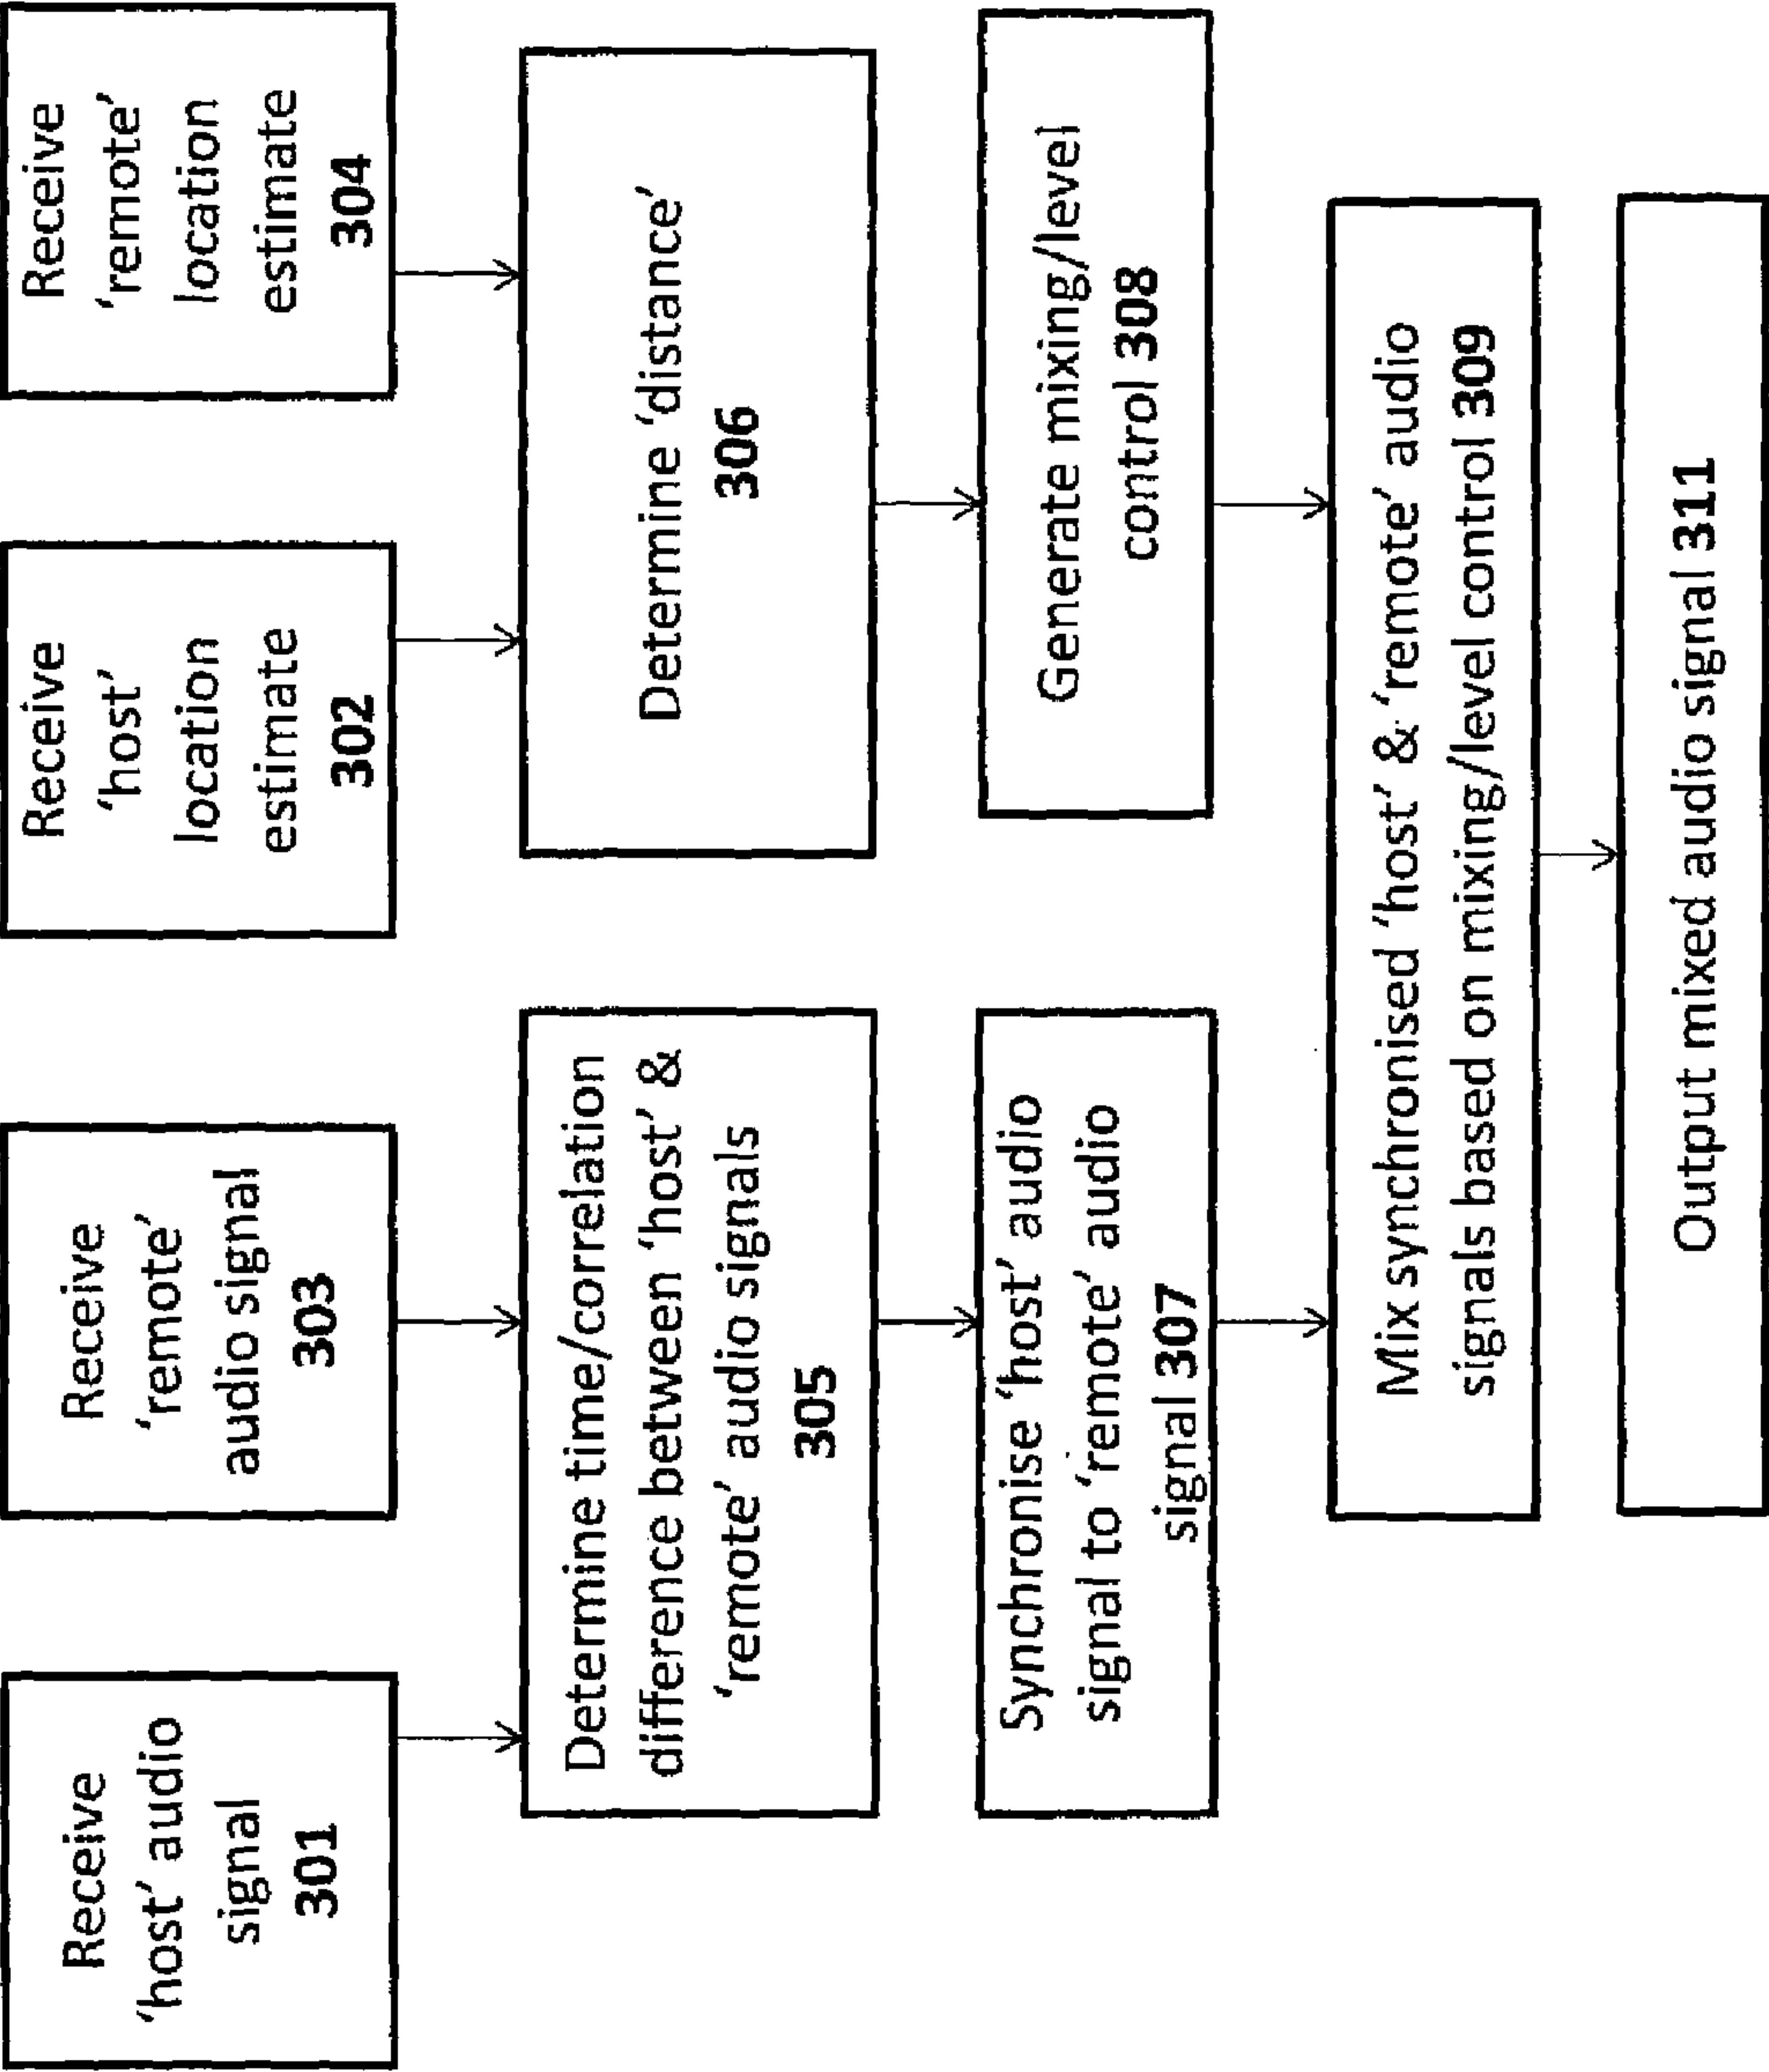 Receive
'host' audio
signal
301
Receive
'remote'
audio signal
303
Receive
'host'
location
estimate
302
Receive
'remote'
location
estimate
304
Determine time/correlation
difference between 'host' &
'remote' audio signals
305
Determine 'distance'
306
Synchronise 'host' audio
signal to 'remote' audio
signal 307
Generate mixing/level
control 308
Mix synchronised 'host' & 'remote' audio
signals based on mixing/level control 309
Output mixed audio signal 311